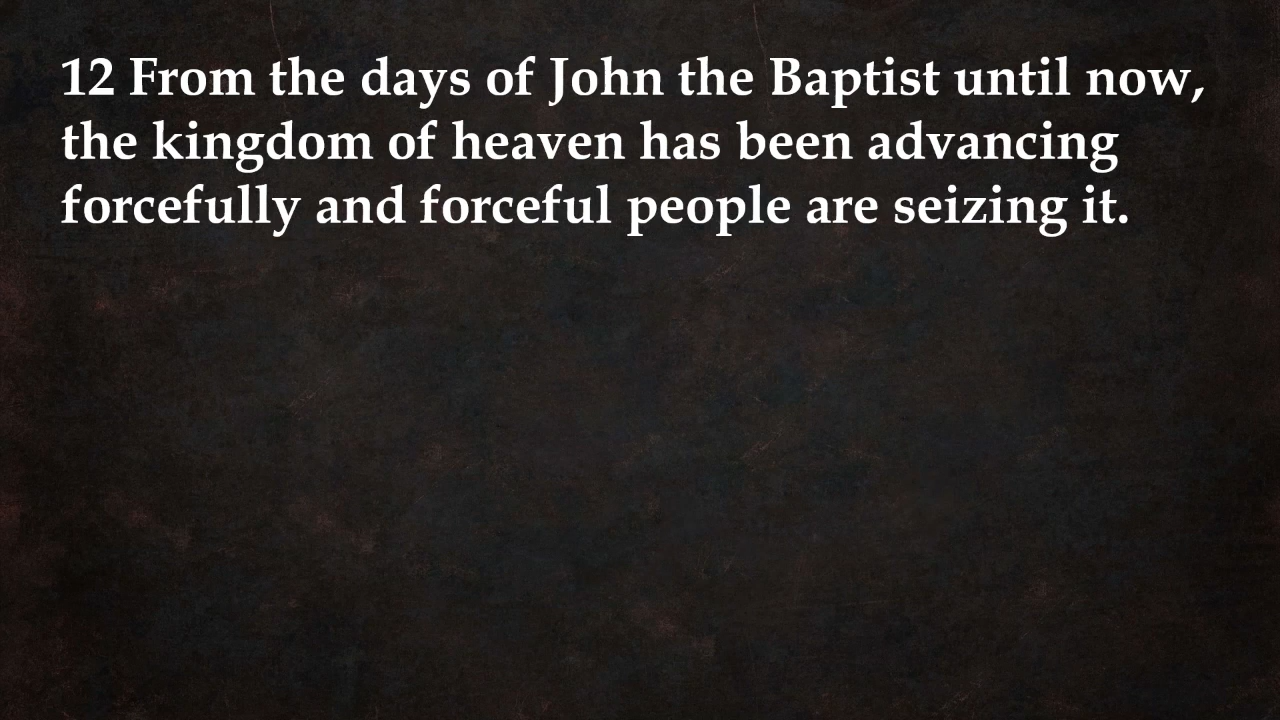 12 From the days of John the Baptist until now,
the kingdom of heaven has been advancing
forcefully and forceful people are seizing it.